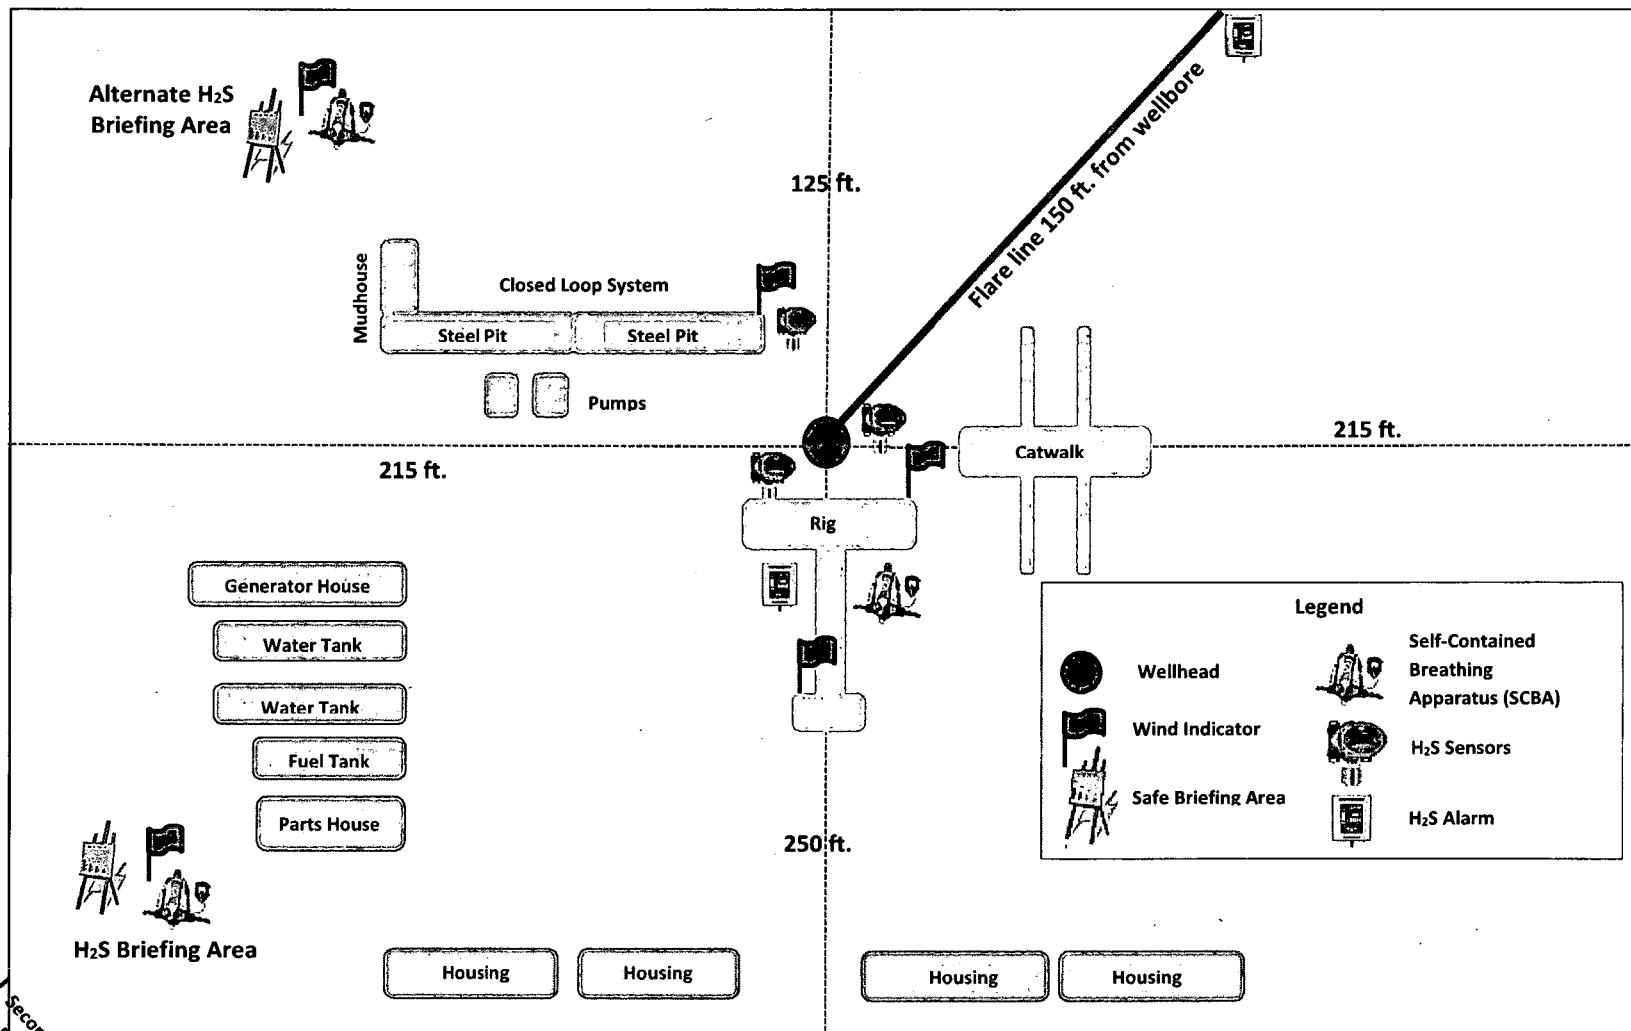 Alternate H₂S
Briefing Area
125 ft.
Flare line 150 ft. from wellbore
Mudhouse
Closed Loop System
Steel Pit
Steel Pit
Pumps
215 ft.
215 ft.
Catwalk
Rig
Generator House
Water Tank
Water Tank
Fuel Tank
Parts House
250 ft.
H₂S Briefing Area
Housing
Housing
Housing
Housing
Legend
Wellhead
Wind Indicator
Safe Briefing Area
Self-Contained
Breathing
Apparatus (SCBA)
H₂S Sensors
H₂S Alarm